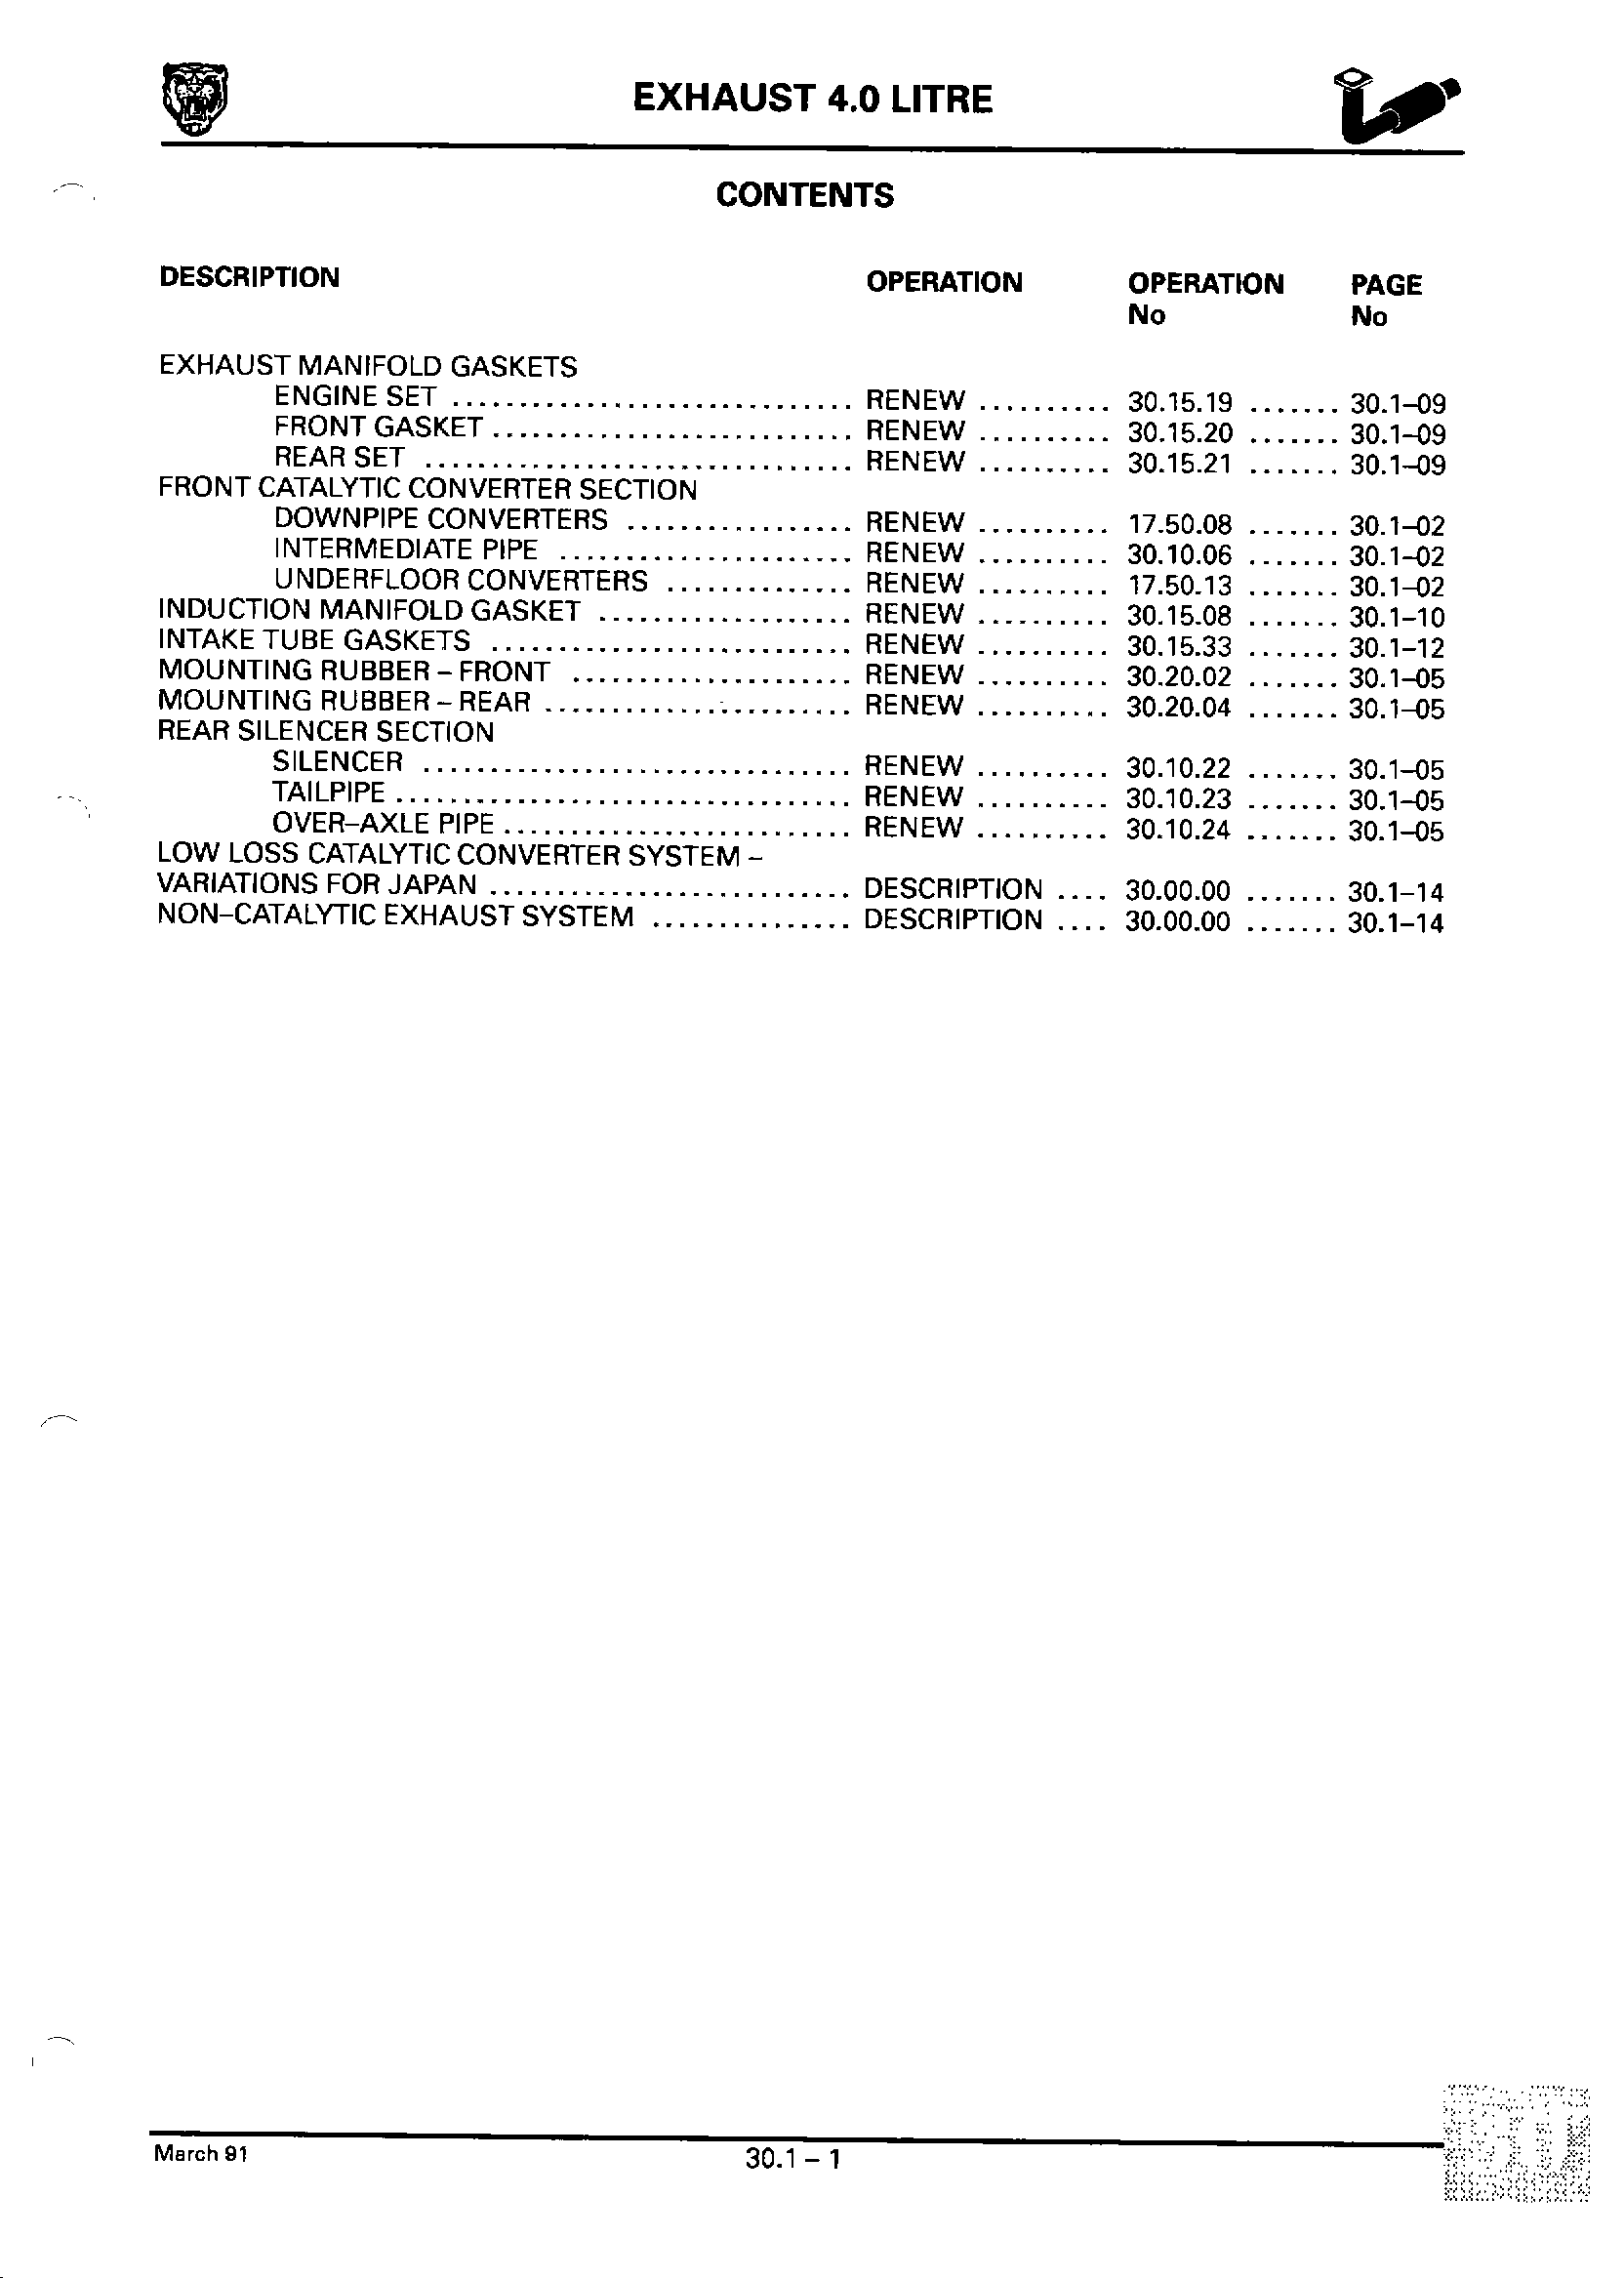 EXHAUST 4.0 LITRE
CONTENTS
DESCRIPTION OPERATION OPERATION No PAGE No
EXHAUST MANIFOLD GASKETS
ENGINE SET .............................. RENEW .......... 30.15.19 ....... 30.1–09
FRONT GASKET ........................... RENEW .......... 30.15.20 ....... 30.1–09
REAR SET ................................ RENEW .......... 30.15.21 ....... 30.1–09
FRONT CATALYTIC CONVERTER SECTION
DOWNPIPE CONVERTERS ................. RENEW .......... 17.50.08 ....... 30.1–02
INTERMEDIATE PIPE ...................... RENEW .......... 30.10.06 ....... 30.1–02
UNDERFLOOR CONVERTERS .............. RENEW .......... 17.50.13 ....... 30.1–02
INDUCTION MANIFOLD GASKET ................... RENEW .......... 30.15.08 ....... 30.1–10
INTAKE TUBE GASKETS ........................... RENEW .......... 30.15.33 ....... 30.1–12
MOUNTING RUBBER – FRONT ..................... RENEW .......... 30.20.02 ....... 30.1–05
MOUNTING RUBBER – REAR ....................... RENEW .......... 30.20.04 ....... 30.1–05
REAR SILENCER SECTION
SILENCER ................................ RENEW .......... 30.10.22 ....... 30.1–05
TAILPIPE .................................. RENEW .......... 30.10.23 ....... 30.1–05
OVER–AXLE PIPE .......................... RENEW .......... 30.10.24 ....... 30.1–05
LOW LOSS CATALYTIC CONVERTER SYSTEM –
VARIATIONS FOR JAPAN ........................... DESCRIPTION .... 30.00.00 ....... 30.1–14
NON–CATALYTIC EXHAUST SYSTEM ............... DESCRIPTION .... 30.00.00 ....... 30.1–14
March 91 30.1 – 1